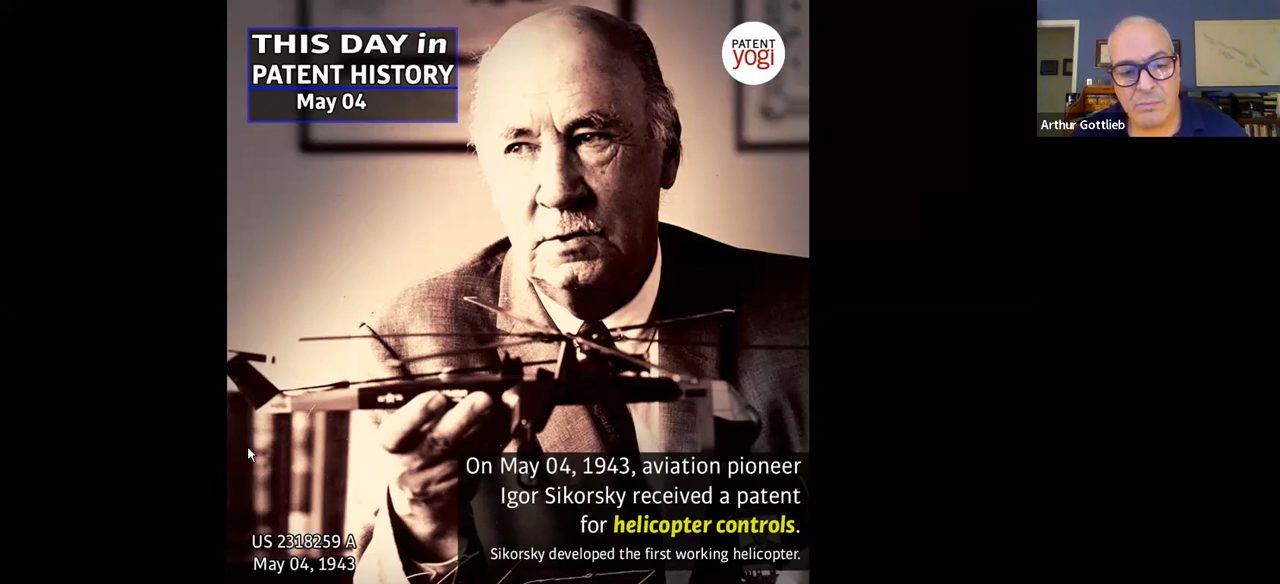 THIS DAY in
PATENT HISTORY
May 04
PATENT
yogi
Arthur Gottlieb
On May 04, 1943, aviation pioneer
Igor Sikorsky received a patent
for helicopter controls.
Sikorsky developed the first working helicopter.
US 2318259 A
May 04, 1943